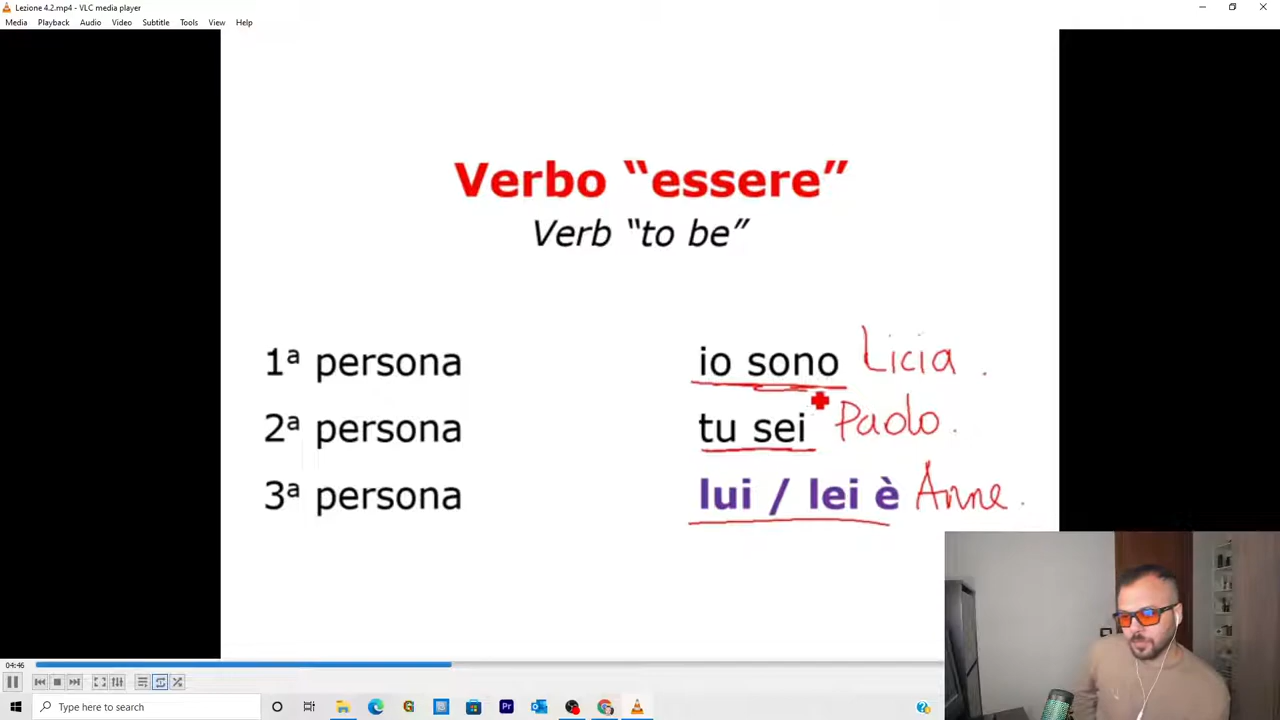 Lezione 4.2.mp4 - VLC media player
Media Playback Audio Video Subtitle Tools View Help
Verbo “essere”
Verb “to be”
1ª persona io sono Licia .
2ª persona tu sei Paolo .
3ª persona lui / lei è Anne .
04:46
Type here to search